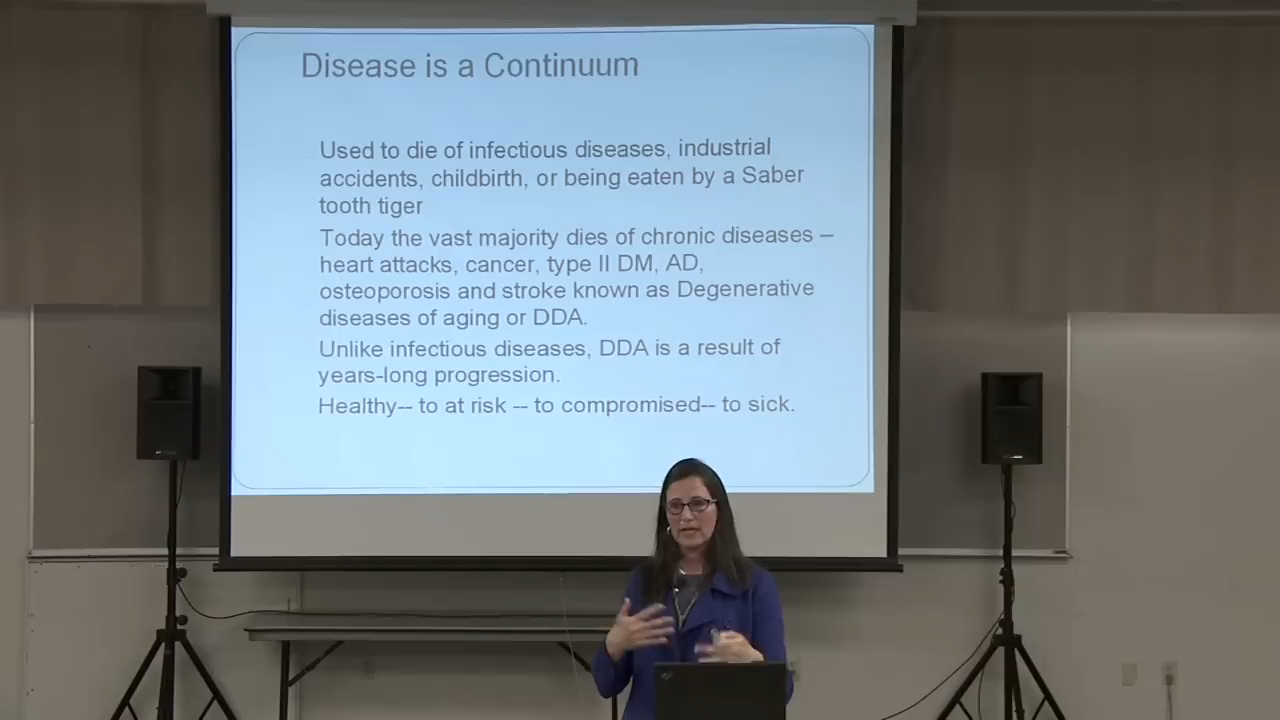 Disease is a Continuum
Used to die of infectious diseases, industrial
accidents, childbirth, or being eaten by a Saber
tooth tiger
Today the vast majority dies of chronic diseases –
heart attacks, cancer, type II DM, AD,
osteoporosis and stroke known as Degenerative
diseases of aging or DDA.
Unlike infectious diseases, DDA is a result of
years-long progression.
Healthy-- to at risk -- to compromised-- to sick.